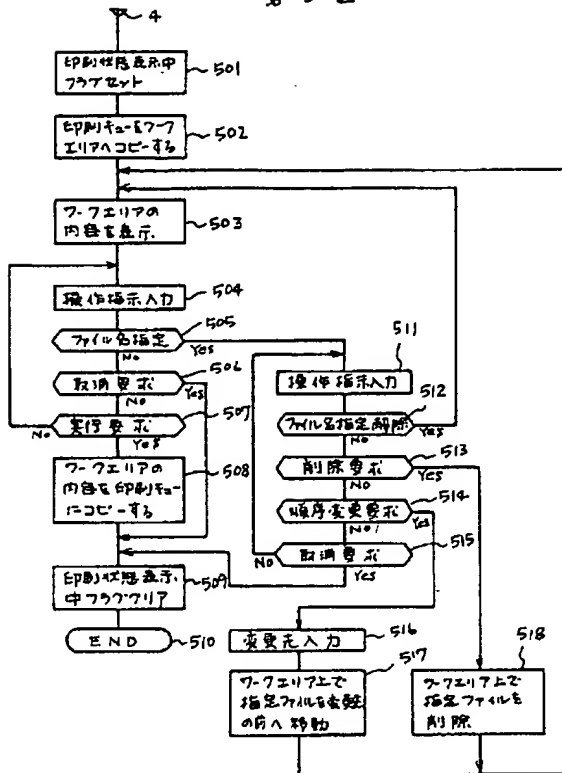 第5図
4
印刷状態表示中
フラグセット
501
印刷キューをワーク
エリアへコピーする
502
ワークエリアの
内容を表示
503
操作指示入力
504
ファイル名指定
505
No
Yes
取消要求
506
No
Yes
実行要求
507
No
Yes
ワークエリアの
内容を印刷キュー
にコピーする
508
印刷状態表示
中フラグクリア
509
END
510
操作指示入力
511
ファイル名指定解除
512
No
Yes
削除要求
513
No
Yes
順序変更要求
514
No
Yes
取消要求
515
No
Yes
変更先入力
516
ワークエリア上で
指定ファイルを
の前へ移動
517
ワークエリア上で
指定ファイルを
削除
518